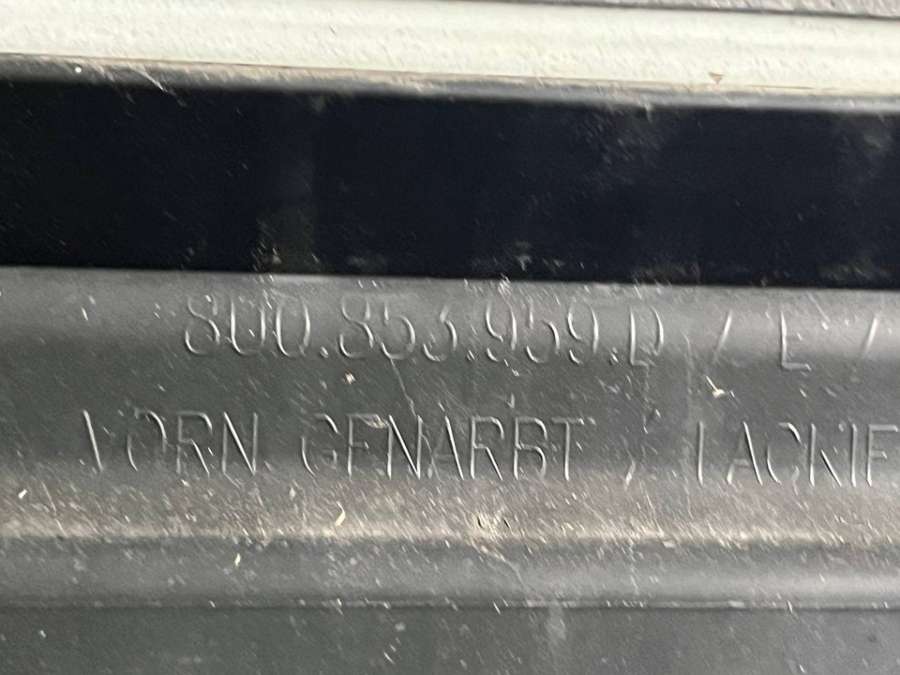 8U0.853.959.D / E /
VORN GENARBT / LACKIE